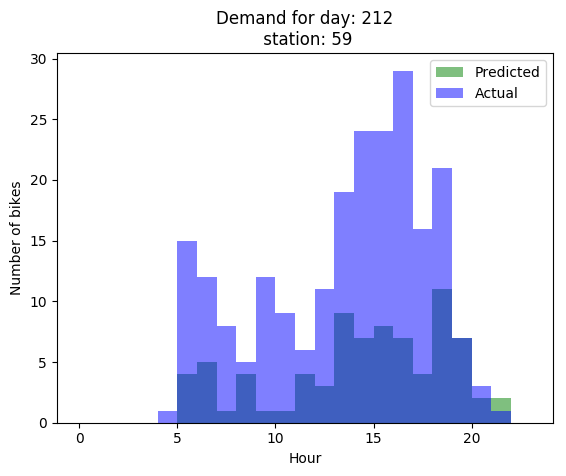 Demand for day: 212
station: 59
Predicted
Actual
Number of bikes
30
25
20
15
10
5
0
0 5 10 15 20
Hour